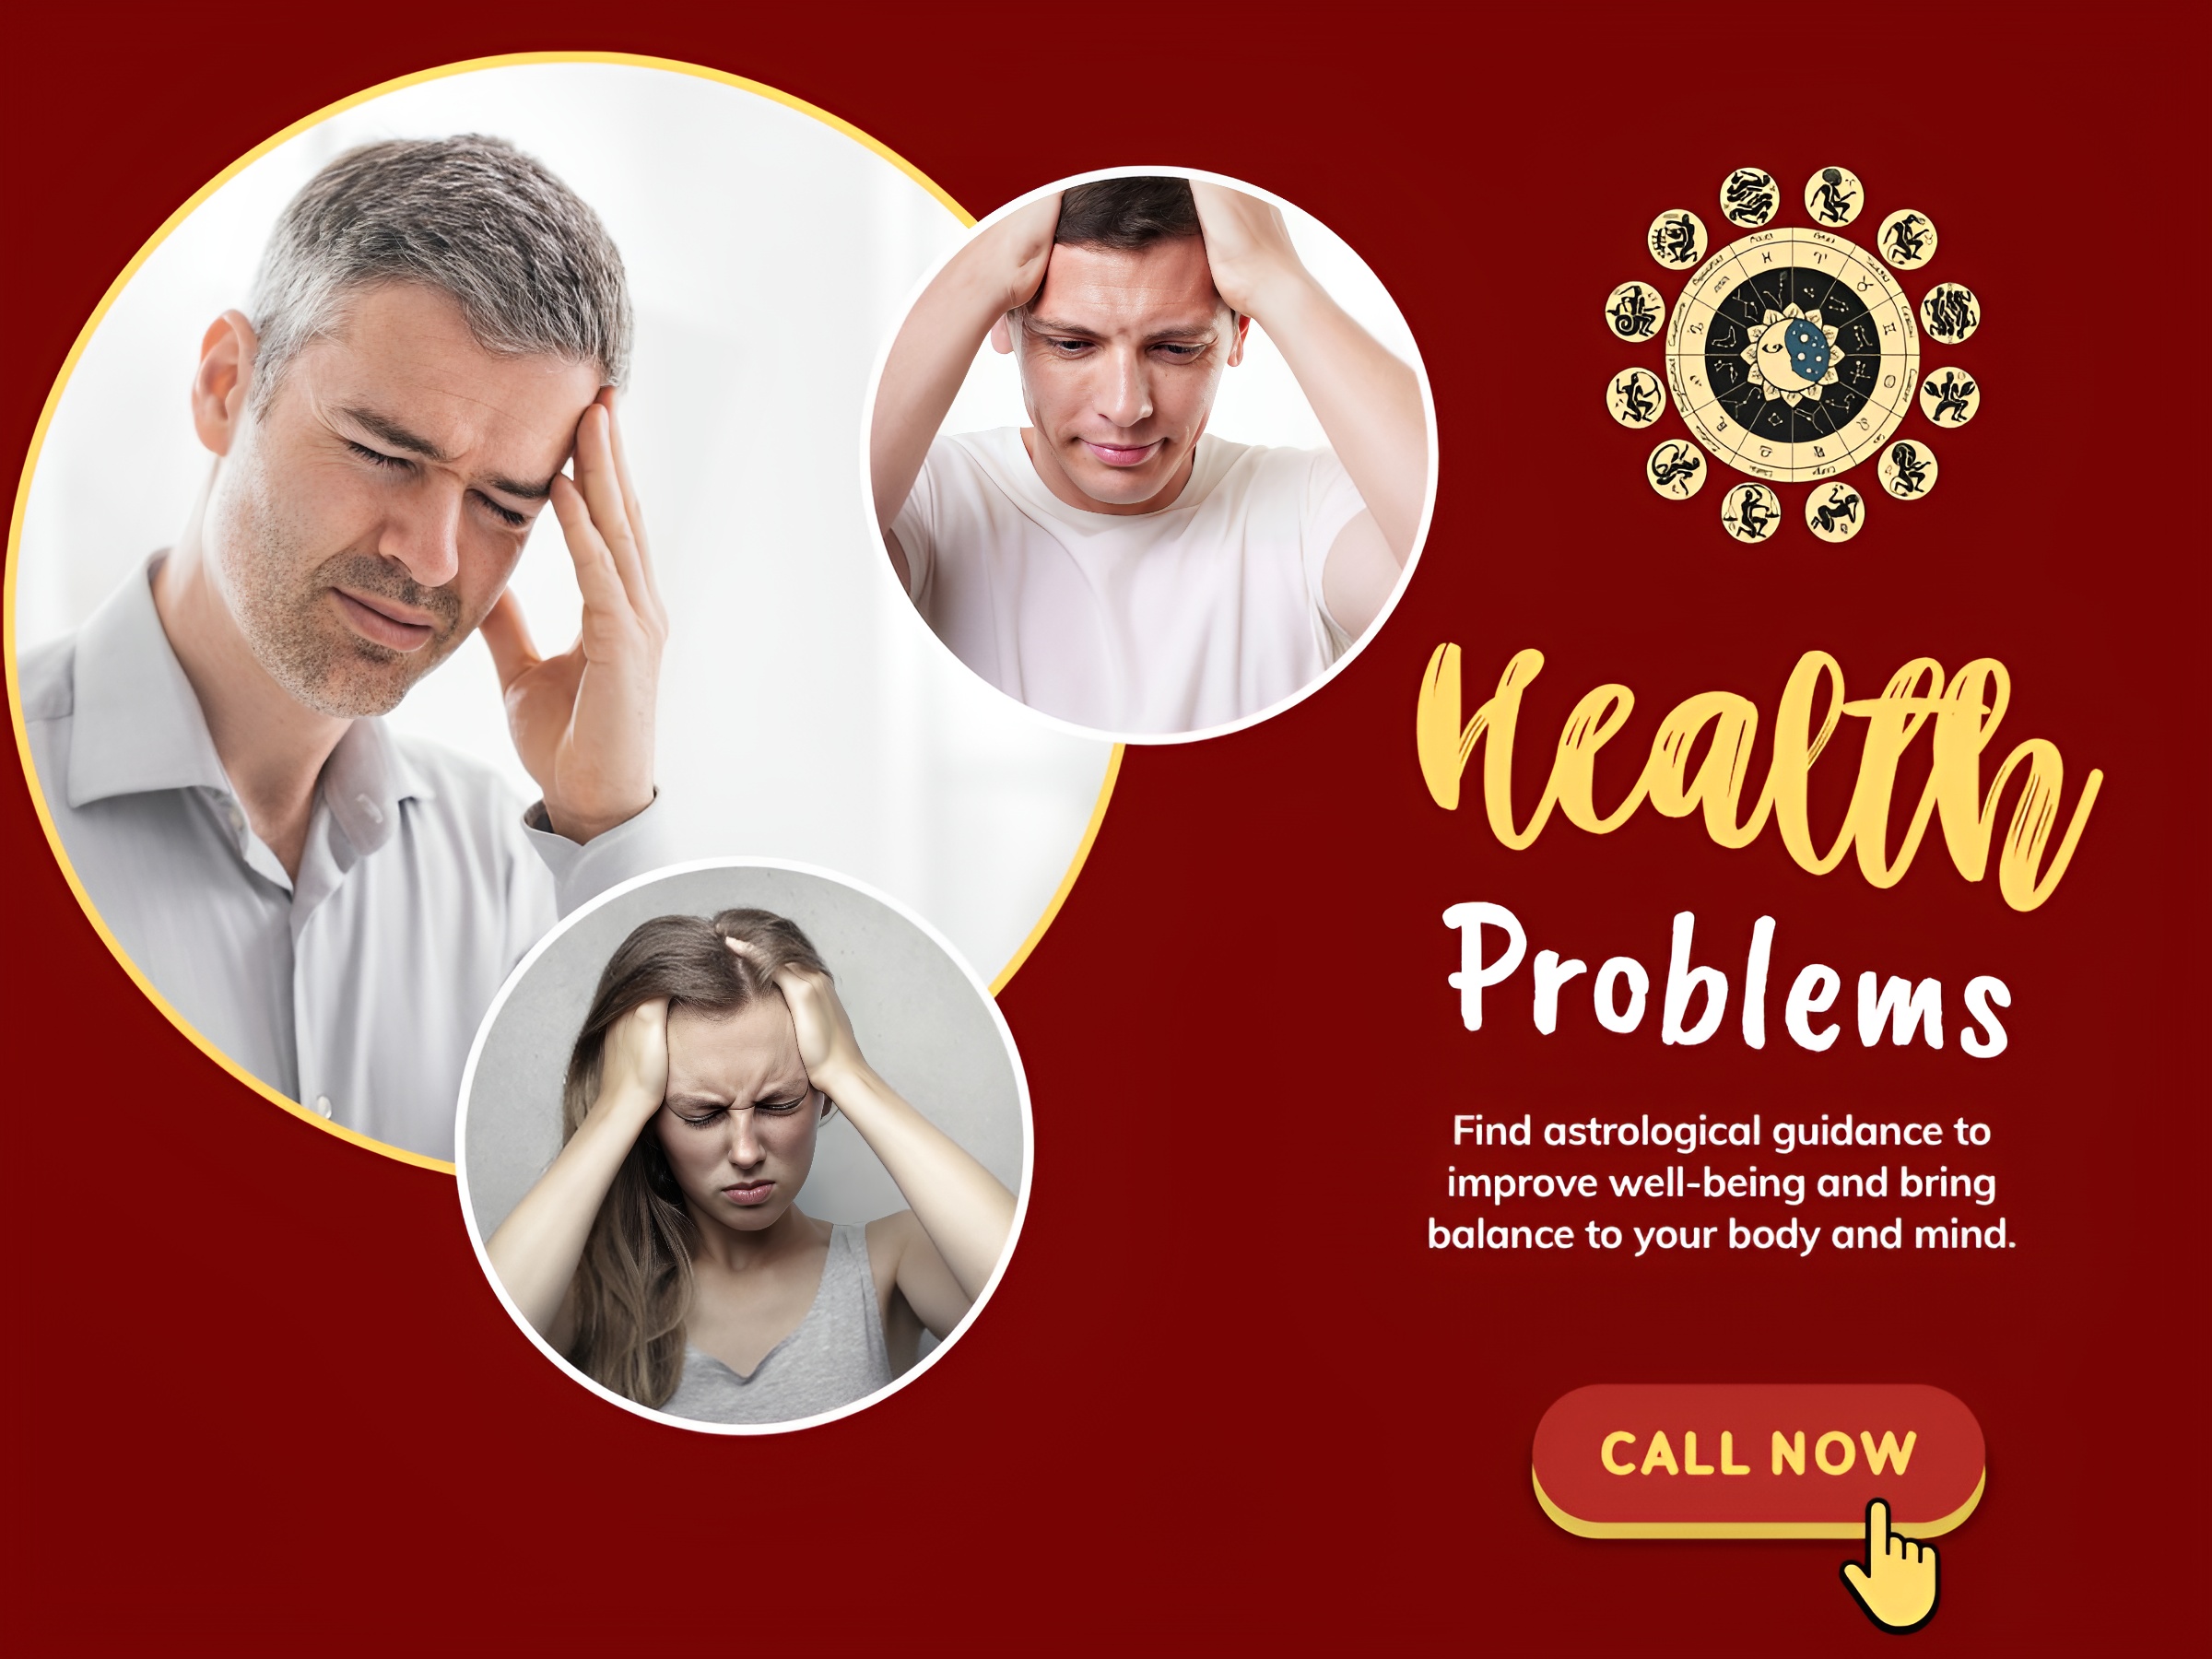 Health
Problems
Find astrological guidance to
improve well-being and bring
balance to your body and mind.
CALL NOW